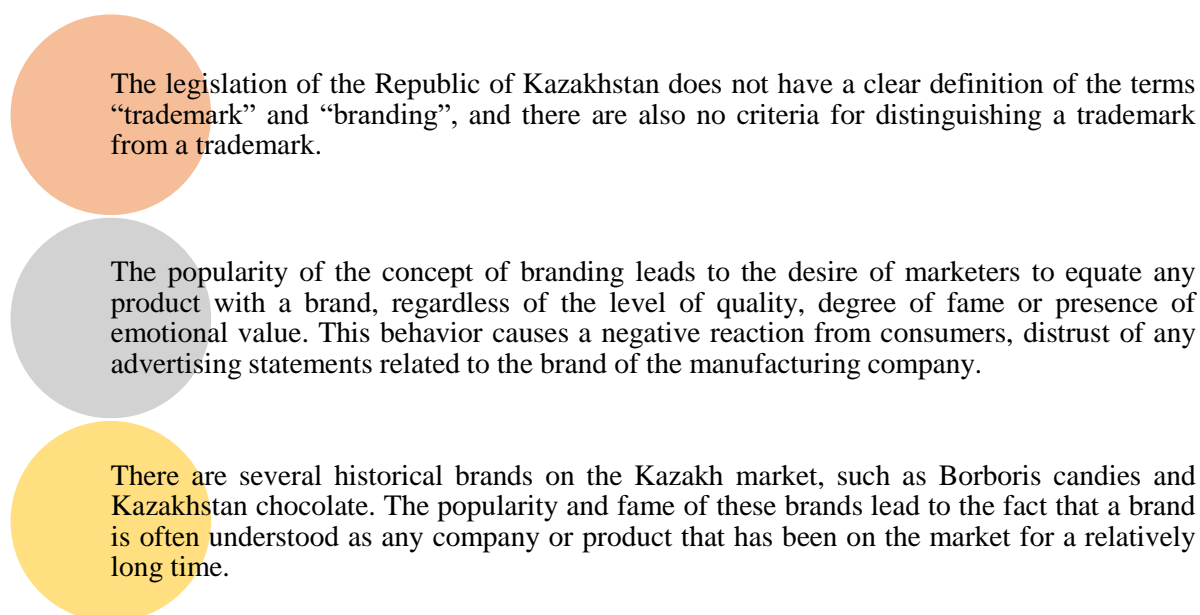 The legislation of the Republic of Kazakhstan does not have a clear definition of the terms
“trademark” and “branding”, and there are also no criteria for distinguishing a trademark
from a trademark.
The popularity of the concept of branding leads to the desire of marketers to equate any
product with a brand, regardless of the level of quality, degree of fame or presence of
emotional value. This behavior causes a negative reaction from consumers, distrust of any
advertising statements related to the brand of the manufacturing company.
There are several historical brands on the Kazakh market, such as Borboris candies and
Kazakhstan chocolate. The popularity and fame of these brands lead to the fact that a brand
is often understood as any company or product that has been on the market for a relatively
long time.